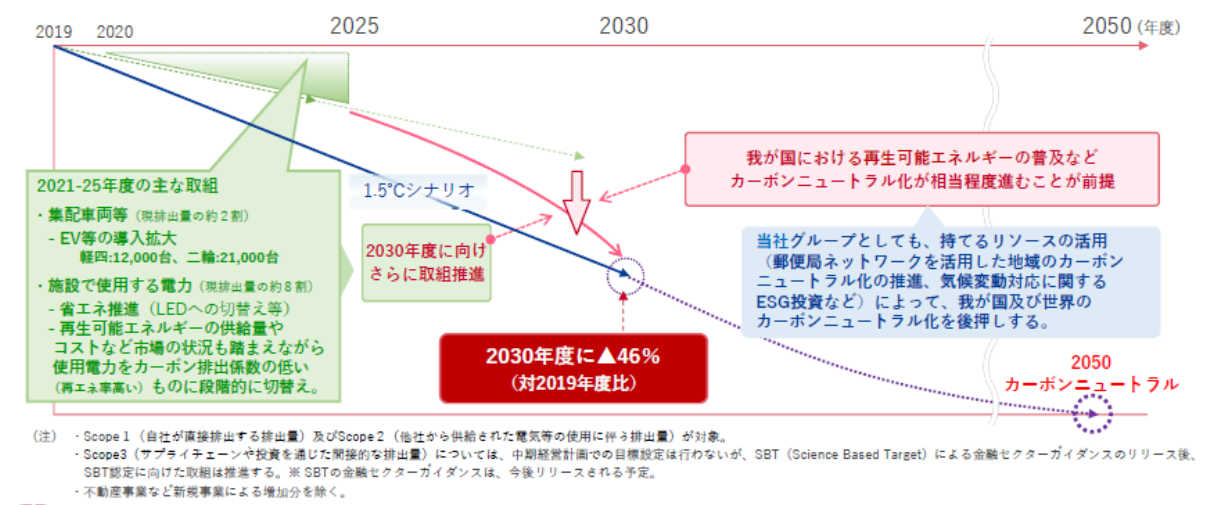 2019
2020
2025
2030
2050 (年度)
2021-25年度の主な取組
・集配車両等（現排出量の約２割）
- EV等の導入拡大
軽四:12,000台、二輪:21,000台
・施設で使用する電力（現排出量の約８割）
- 省エネ推進（LEDへの切替え等）
- 再生可能エネルギーの供給量や
コストなど市場の状況も踏まえながら
使用電力をカーボン排出係数の低い
（再エネ率高い）ものに段階的に切替え。
1.5℃シナリオ
2030年度に向け
さらに取組推進
我が国における再生可能エネルギーの普及など
カーボンニュートラル化が相当程度進むことが前提
当社グループとしても、持てるリソースの活用
（郵便局ネットワークを活用した地域のカーボン
ニュートラル化の推進、気候変動対応に関する
ESG投資など）によって、我が国及び世界の
カーボンニュートラル化を後押しする。
2030年度に▲46%
（対2019年度比）
2050
カーボンニュートラル
（注）・Scope１（自社が直接排出する排出量）及びScope２（他社から供給された電気等の使用に伴う排出量）が対象。
・Scope3（サプライチェーンや投資を通じた間接的な排出量）については、中期経営計画での目標設定は行わないが、SBT（Science Based Target）による金融セクターガイダンスのリリース後、
SBT認定に向けた取組は推進する。※ SBTの金融セクターガイダンスは、今後リリースされる予定。
・不動産事業など新規事業による増加分を除く。